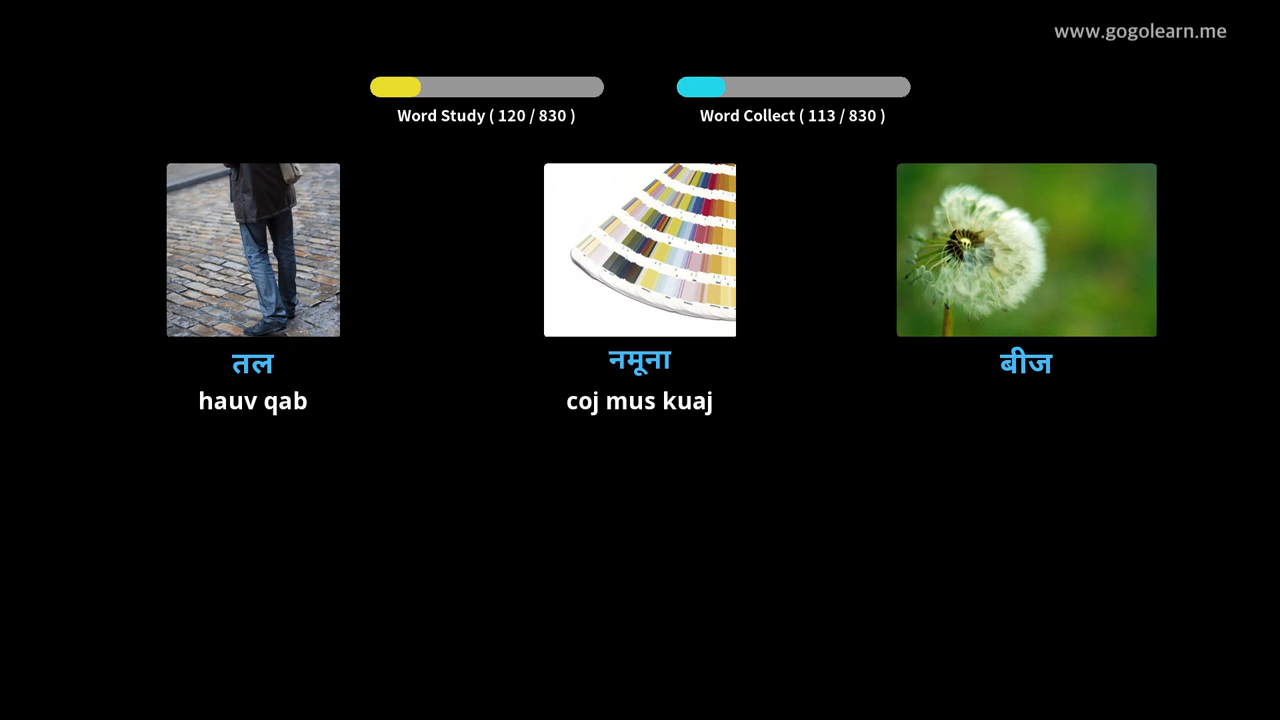 www.gogolearn.me
Word Study ( 120 / 830 )
Word Collect ( 113 / 830 )
तल
नमूना
बीज
hauv qab
coj mus kuaj